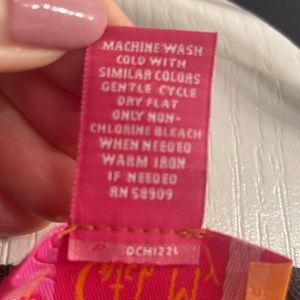 MACHINE WASH
COLD WITH
SIMILAR COLORS
GENTLE CYCLE
DRY FLAT
ONLY NON-
CHLORINE BLEACH
WHEN NEEDED
WARM IRON
IF NEEDED
RN 58909